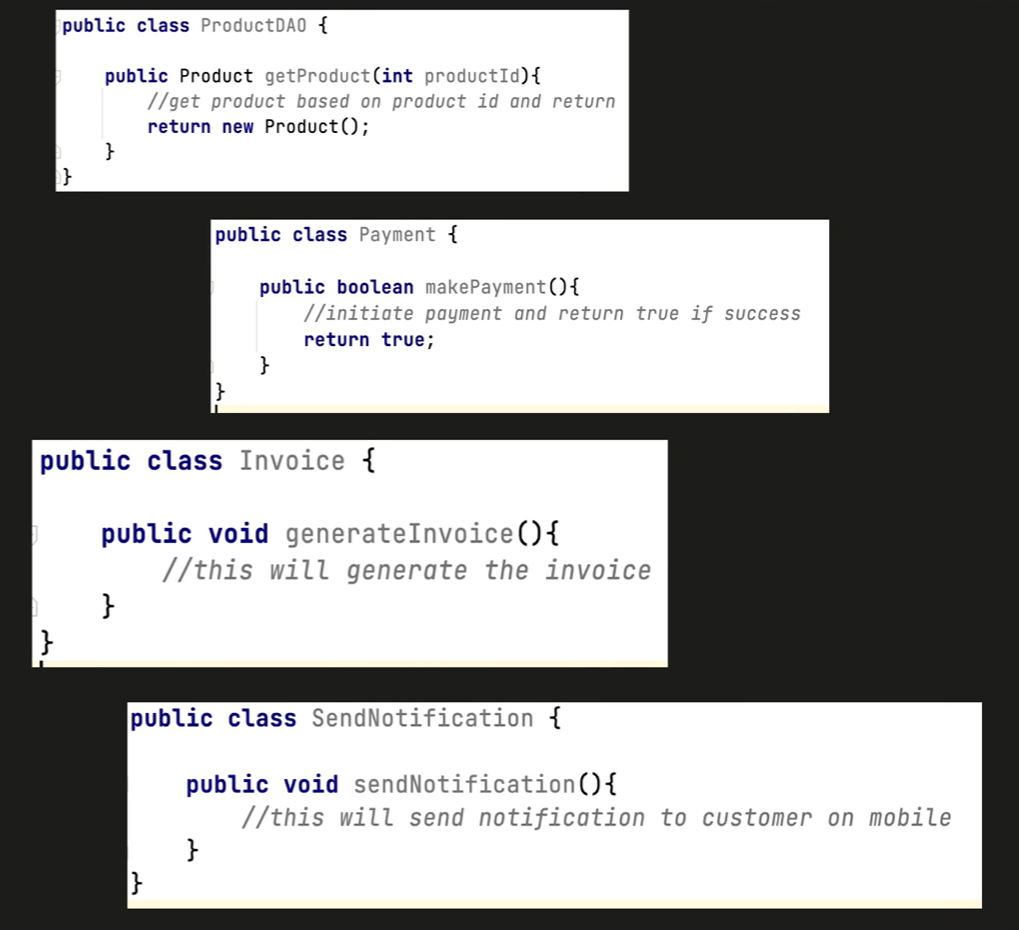 public class ProductDAO {
public Product getProduct(int productId){
//get product based on product id and return
return new Product();
}
}
public class Payment {
public boolean makePayment(){
//initiate payment and return true if success
return true;
}
}
public class Invoice {
public void generateInvoice(){
//this will generate the invoice
}
}
public class SendNotification {
public void sendNotification(){
//this will send notification to customer on mobile
}
}